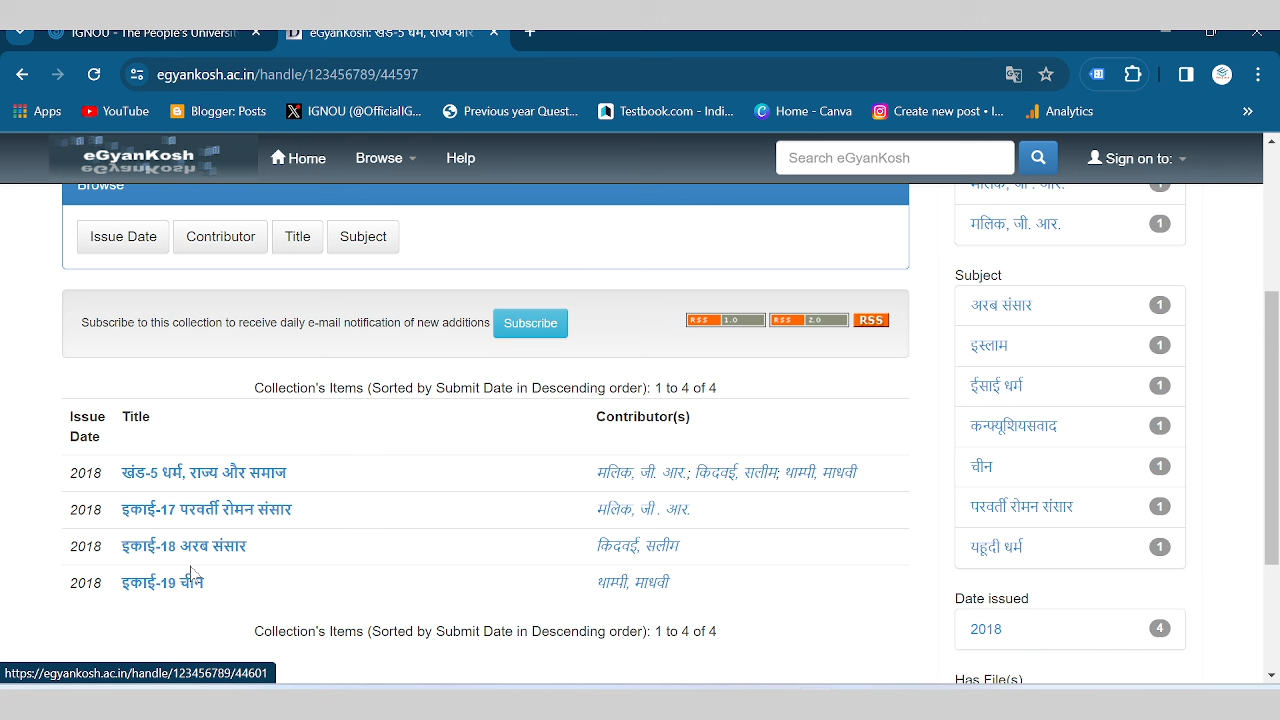 IGNOU - The People's Universit
eGyanKosh: खंड-5 धर्म, राज्य और
egyankosh.ac.in/handle/123456789/44597
Apps
YouTube
Blogger: Posts
IGNOU (@OfficialIG...
Previous year Quest...
Testbook.com - Indi...
Home - Canva
Create new post • I...
Analytics
eGyanKosh
Home
Browse
Help
Search eGyanKosh
Sign on to:
Browse
Issue Date
Contributor
Title
Subject
Subscribe to this collection to receive daily e-mail notification of new additions
Subscribe
RSS 1.0
RSS 2.0
RSS
Collection's Items (Sorted by Submit Date in Descending order): 1 to 4 of 4
Issue Date
Title
Contributor(s)
2018 खंड-5 धर्म, राज्य और समाज मलिक, जी. आर.; किदवई, सलीम; थाम्पी, माधवी
2018 इकाई-17 परवर्ती रोमन संसार मलिक, जी . आर.
2018 इकाई-18 अरब संसार किदवई, सलीम
2018 इकाई-19 चीन थाम्पी, माधवी
Collection's Items (Sorted by Submit Date in Descending order): 1 to 4 of 4
मलिक, जी . आर. 1
मलिक, जी. आर. 1
Subject
अरब संसार 1
इस्लाम 1
ईसाई धर्म 1
कन्फ्यूशियसवाद 1
चीन 1
परवर्ती रोमन संसार 1
यहूदी धर्म 1
Date issued
2018 4
Has File(s)
https://egyankosh.ac.in/handle/123456789/44601